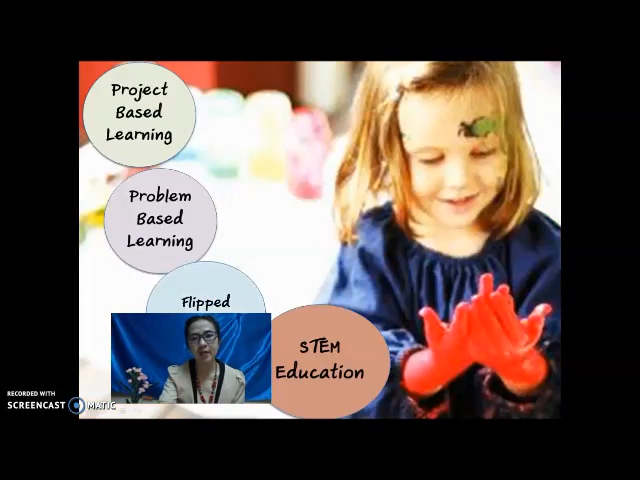 Project
Based
Learning
Problem
Based
Learning
Flipped
STEM
Education
RECORDED WITH
SCREENCAST MATIC